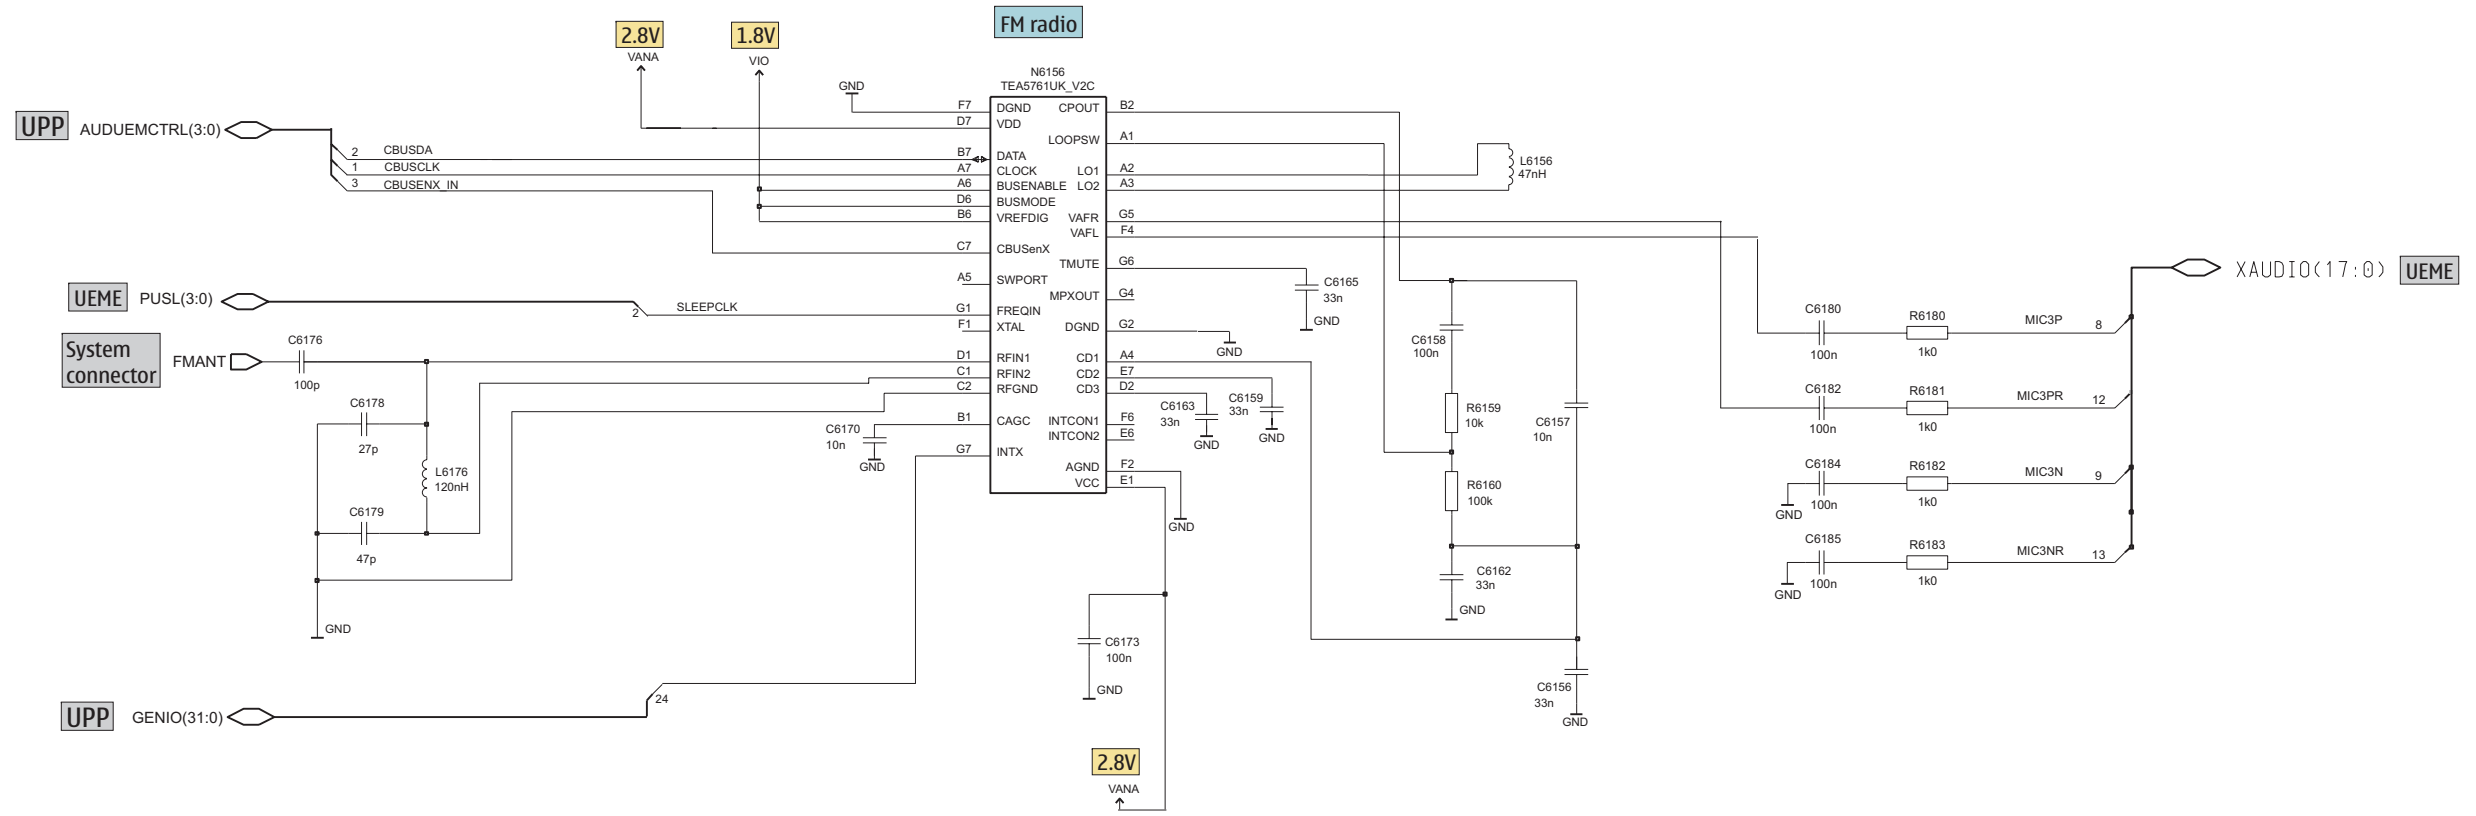 FM radio
2.8V
VANA
1.8V
VIO
N6156
TEA5761UK_V2C
GND
UPP AUDUEMCTRL(3:0)
2 CBUSDA
1 CBUSCLK
3 CBUSENX_IN
F7 DGND
D7 VDD
B7 DATA
A7 CLOCK
A6 BUSENABLE
D6 BUSMODE
B6 VREFDIG
C7 CBUSenX
A5 SWPORT
G1 FREQIN
F1 XTAL
D1 RFIN1
C1 RFIN2
C2 RFGND
B1 CAGC
G7 INTX
CPOUT B2
LOOPSW A1
LO1 A2
LO2 A3
VAFR G5
VAFL F4
TMUTE G6
MPXOUT G4
DGND G2
CD1 A4
CD2 E7
CD3 D2
INTCON1 F6
INTCON2 E6
AGND F2
VCC E1
UEME PUSL(3:0)
2 SLEEPCLK
System
connector
FMANT
C6176
100p
C6178
27p
L6176
120nH
C6179
47p
GND
C6170
10n
GND
UPP GENIO(31:0)
24
L6156
47nH
C6165
33n
GND
GND
C6163
33n
GND
C6159
33n
GND
GND
C6173
100n
GND
2.8V
VANA
C6158
100n
R6159
10k
C6157
10n
R6160
100k
C6162
33n
GND
C6156
33n
GND
XAUDIO(17:0) UEME
C6180
100n
R6180
1k0
MIC3P
8
C6182
100n
R6181
1k0
MIC3PR
12
C6184
100n
GND
R6182
1k0
MIC3N
9
C6185
100n
GND
R6183
1k0
MIC3NR
13